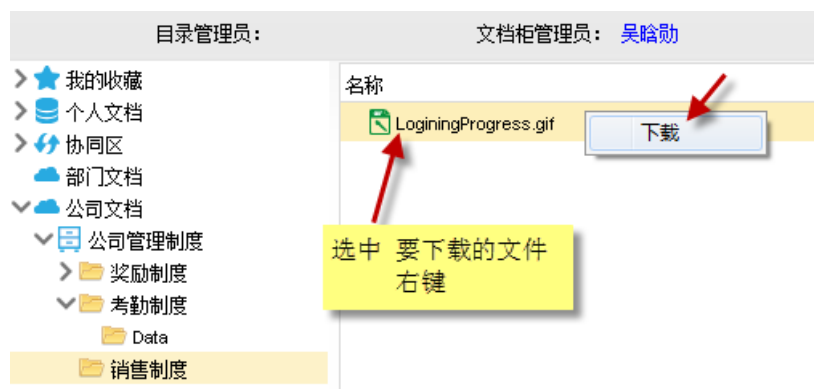 目录管理员：
文档柜管理员： 吴晗勋
我的收藏
个人文档
协同区
部门文档
公司文档
公司管理制度
奖励制度
考勤制度
Data
销售制度
名称
LoginingProgress.gif
下载
选中 要下载的文件
右键